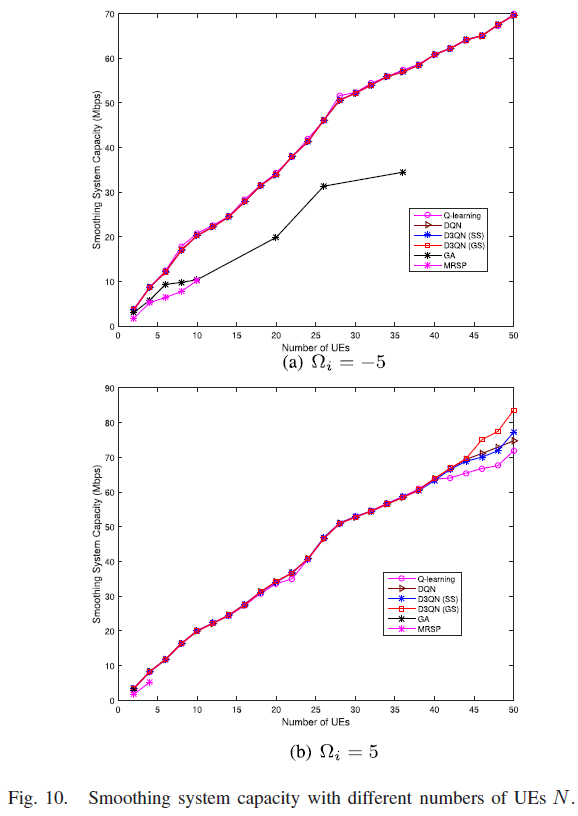 70
60
50
40
30
20
10
0
Smoothing System Capacity (Mbps)
Q-learning
DQN
D3QN (SS)
D3QN (GS)
GA
MRSP
0 5 10 15 20 25 30 35 40 45 50
Number of UEs
(a) Ωi = −5
90
80
70
60
50
40
30
20
10
0
Smoothing System Capacity (Mbps)
Q-learning
DQN
D3QN (SS)
D3QN (GS)
GA
MRSP
0 5 10 15 20 25 30 35 40 45 50
Number of UEs
(b) Ωi = 5
Fig. 10. Smoothing system capacity with different numbers of UEs N.